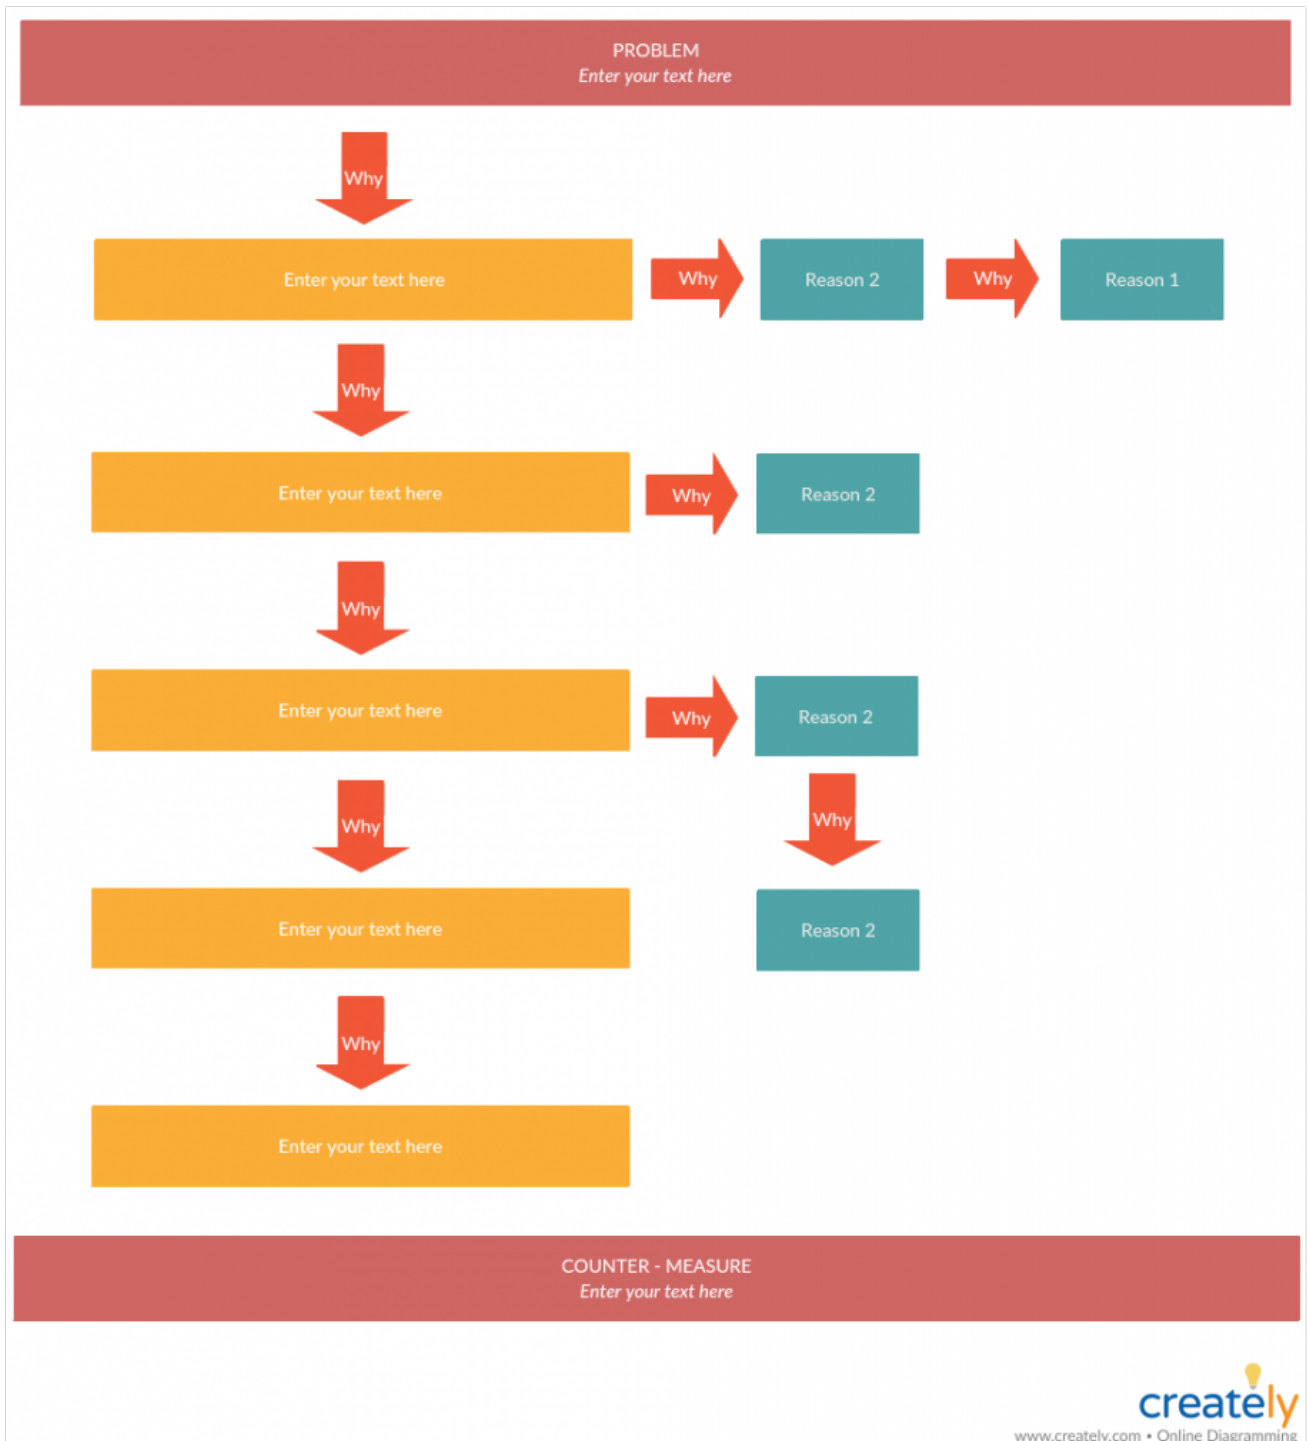 PROBLEM
Enter your text here
Why
Enter your text here
Why
Reason 2
Why
Reason 1
Why
Enter your text here
Why
Reason 2
Why
Enter your text here
Why
Reason 2
Why
Why
Enter your text here
Reason 2
Why
Enter your text here
COUNTER - MEASURE
Enter your text here
creately
www.creately.com • Online Diagramming